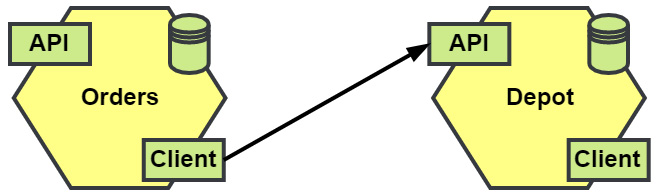 API
Orders
Client
API
Depot
Client